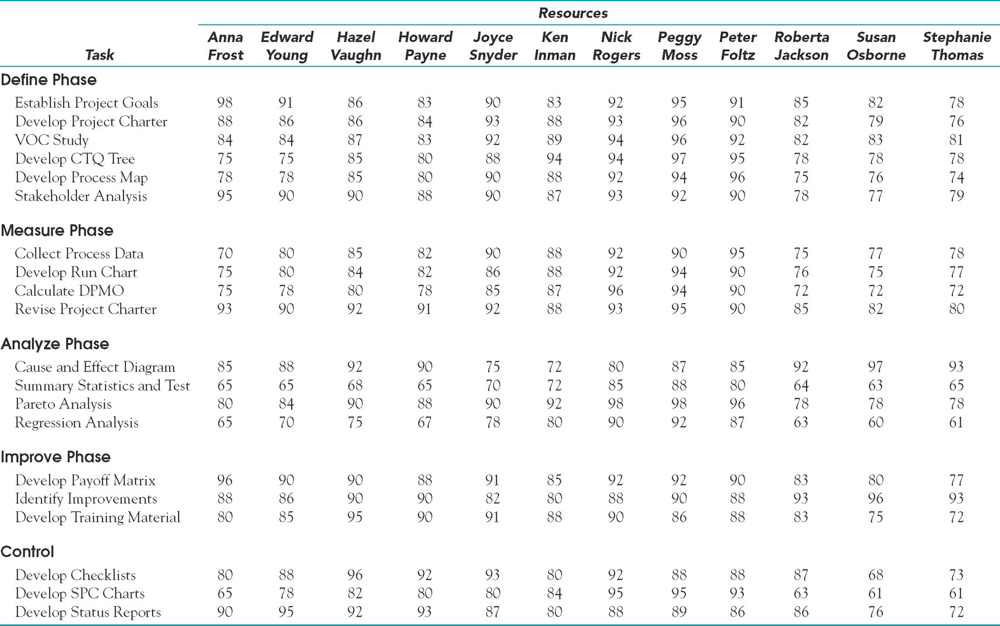 Resources
Anna Edward Hazel Howard Joyce Ken Nick Peggy Peter Roberta Susan Stephanie
Task Frost Young Vaughn Payne Snyder Inman Rogers Moss Foltz Jackson Osborne Thomas
Define Phase
Establish Project Goals 98 91 86 83 90 83 92 95 91 85 82 78
Develop Project Charter 88 86 86 84 93 88 93 96 90 82 79 76
VOC Study 84 84 87 83 92 89 94 96 92 82 83 81
Develop CTQ Tree 75 75 85 80 88 94 94 97 95 78 78 78
Develop Process Map 78 78 85 80 90 88 92 94 96 75 76 74
Stakeholder Analysis 95 90 90 88 90 87 93 92 90 78 77 79
Measure Phase
Collect Process Data 70 80 85 82 90 88 92 90 95 75 77 78
Develop Run Chart 75 80 84 82 86 88 92 94 90 76 75 77
Calculate DPMO 75 78 80 78 85 87 96 94 90 72 72 72
Revise Project Charter 93 90 92 91 92 88 93 95 90 85 82 80
Analyze Phase
Cause and Effect Diagram 85 88 92 90 75 72 80 87 85 92 97 93
Summary Statistics and Test 65 65 68 65 70 72 85 88 80 64 63 65
Pareto Analysis 80 84 90 88 90 92 98 98 96 78 78 78
Regression Analysis 65 70 75 67 78 80 90 92 87 63 60 61
Improve Phase
Develop Payoff Matrix 96 90 90 88 91 85 92 92 90 83 80 77
Identify Improvements 88 86 90 90 82 80 88 90 88 93 96 93
Develop Training Material 80 85 95 90 91 88 90 86 88 83 75 72
Control
Develop Checklists 80 88 96 92 93 80 92 88 88 87 68 73
Develop SPC Charts 65 78 82 80 80 84 95 95 93 63 61 61
Develop Status Reports 90 95 92 93 87 80 88 89 86 86 76 72